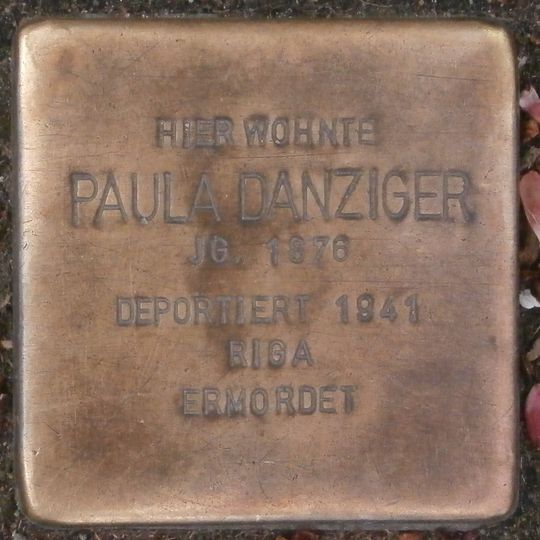 HIER WOHNTE
PAULA DANZIGER
JG. 1876
DEPORTIERT 1941
RIGA
ERMORDET